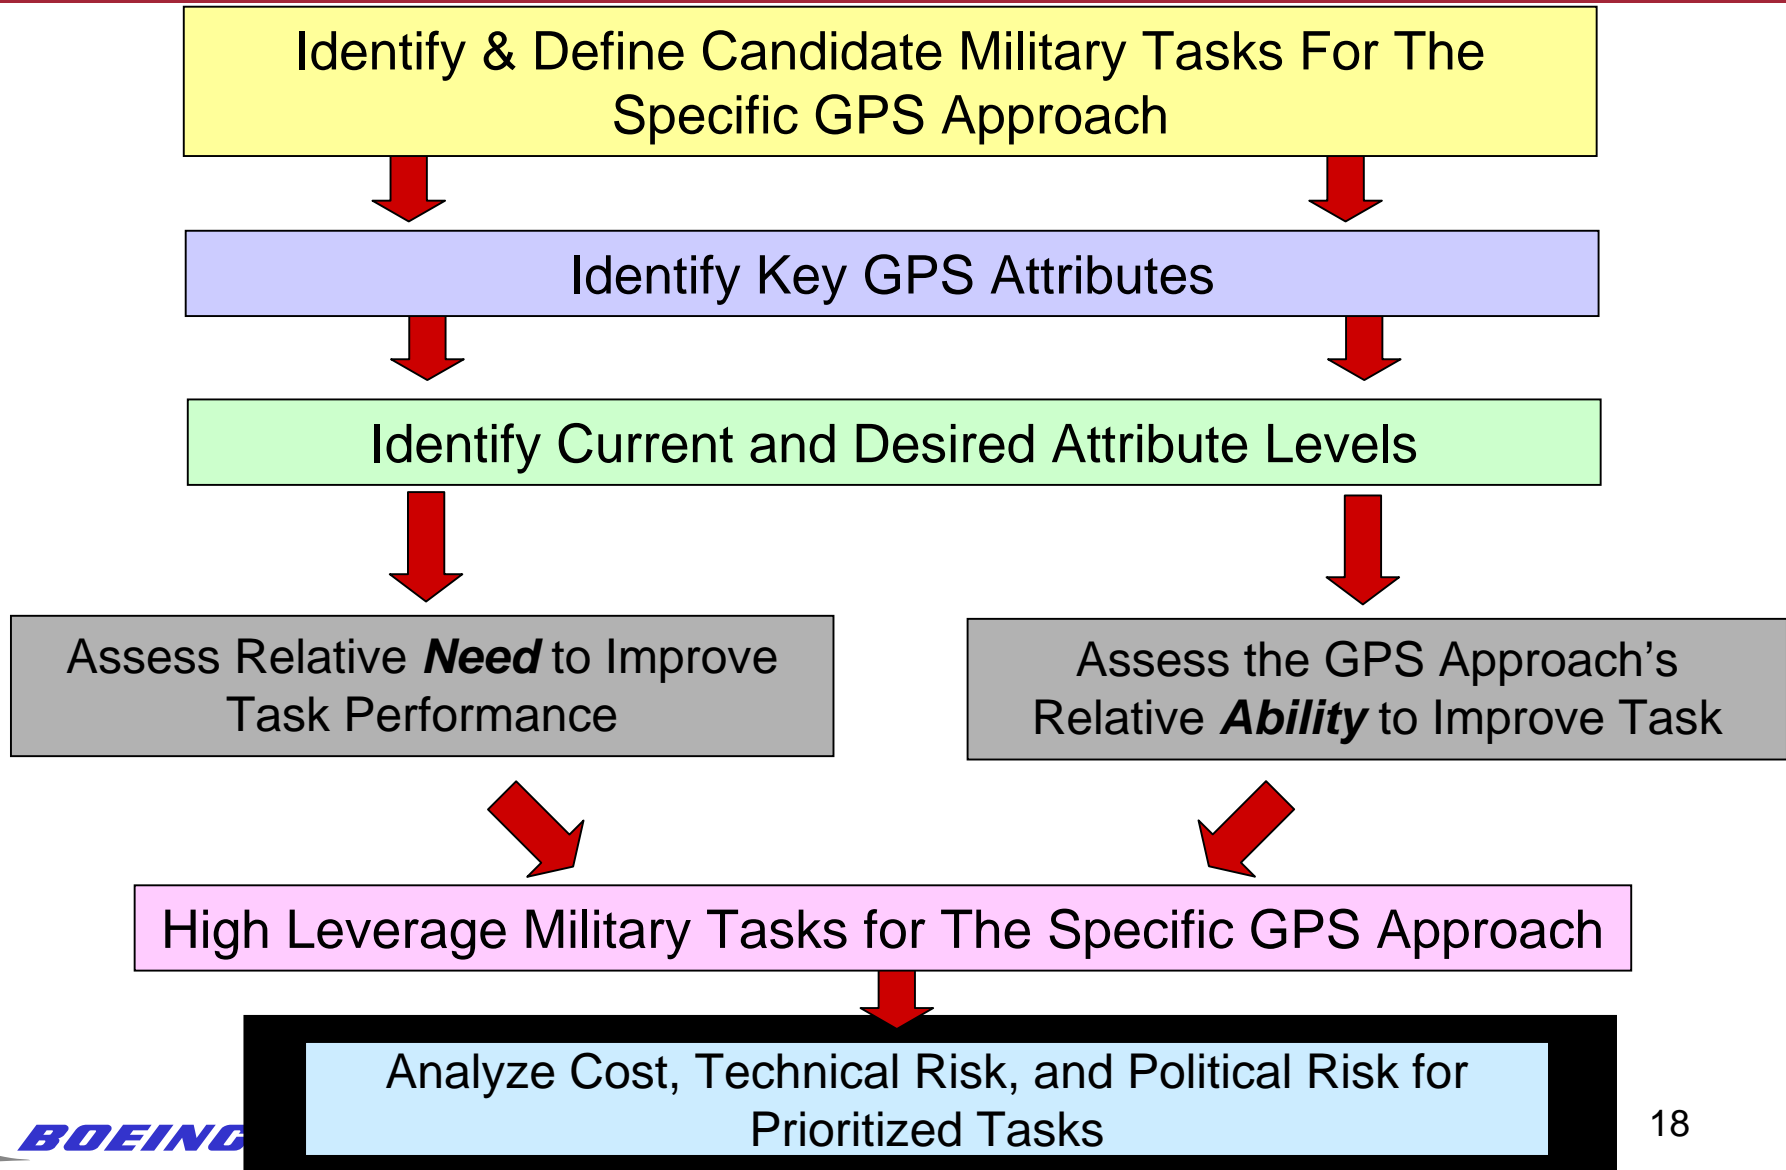 Identify & Define Candidate Military Tasks For The
Specific GPS Approach
Identify Key GPS Attributes
Identify Current and Desired Attribute Levels
Assess Relative Need to Improve
Task Performance
Assess the GPS Approach’s
Relative Ability to Improve Task
High Leverage Military Tasks for The Specific GPS Approach
Analyze Cost, Technical Risk, and Political Risk for
Prioritized Tasks
BOEING
18